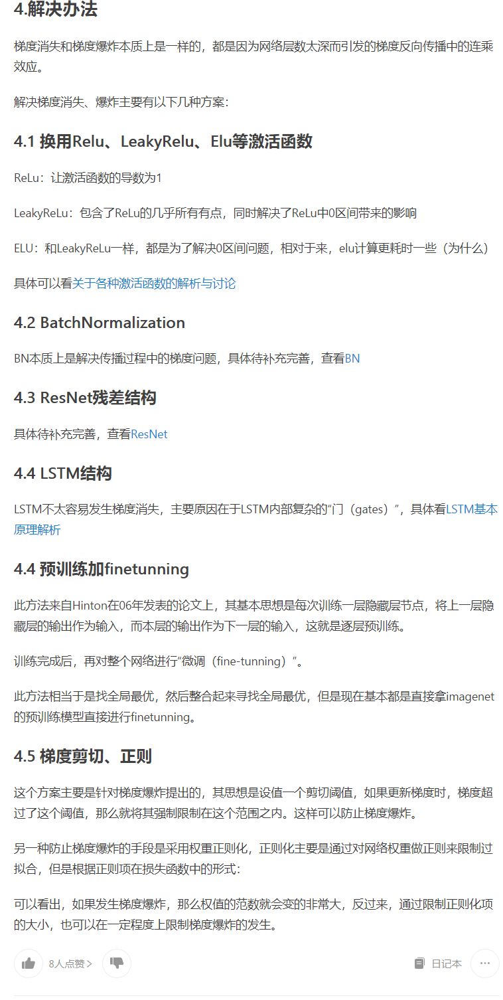 4.解决办法
梯度消失和梯度爆炸本质上是一样的，都是因为网络层数太深而引发的梯度反向传播中的连乘
效应。
解决梯度消失、爆炸主要有以下几种方案：
4.1 换用Relu、LeakyRelu、Elu等激活函数
ReLu：让激活函数的导数为1
LeakyReLu：包含了ReLu的几乎所有有点，同时解决了ReLu中0区间带来的影响
ELU：和LeakyReLu一样，都是为了解决0区间问题，相对于来，elu计算更耗时一些（为什么）
具体可以看关于各种激活函数的解析与讨论
4.2 BatchNormalization
BN本质上是解决传播过程中的梯度问题，具体待补充完善，查看BN
4.3 ResNet残差结构
具体待补充完善，查看ResNet
4.4 LSTM结构
LSTM不太容易发生梯度消失，主要原因在于LSTM内部复杂的“门（gates）”，具体看LSTM基本
原理解析
4.4 预训练加finetunning
此方法来自Hinton在06年发表的论文上，其基本思想是每次训练一层隐藏层节点，将上一层隐
藏层的输出作为输入，而本层的输出作为下一层的输入，这就是逐层预训练。
训练完成后，再对整个网络进行“微调（fine-tunning）”。
此方法相当于是找全局最优，然后整合起来寻找全局最优，但是现在基本都是直接拿imagenet
的预训练模型直接进行finetunning。
4.5 梯度剪切、正则
这个方案主要是针对梯度爆炸提出的，其思想是设值一个剪切阈值，如果更新梯度时，梯度超
过了这个阈值，那么就将其强制限制在这个范围之内。这样可以防止梯度爆炸。
另一种防止梯度爆炸的手段是采用权重正则化，正则化主要是通过对网络权重做正则来限制过
拟合，但是根据正则项在损失函数中的形式：
可以看出，如果发生梯度爆炸，那么权值的范数就会变的非常大，反过来，通过限制正则化项
的大小，也可以在一定程度上限制梯度爆炸的发生。
8人点赞> 日记本 ···